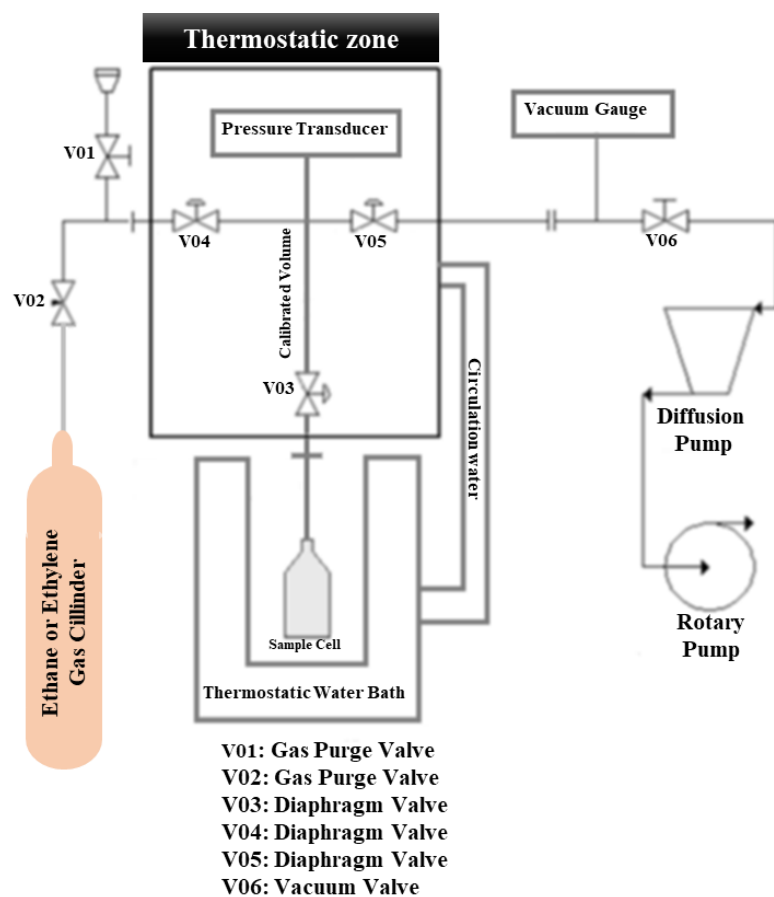 Thermostatic zone
Pressure Transducer
Vacuum Gauge
V01
V04
V05
V06
V02
Calibrated Volume
V03
Circulation water
Diffusion
Pump
Ethane or Ethylene
Gas Cillinder
Sample Cell
Rotary
Pump
Thermostatic Water Bath
V01: Gas Purge Valve
V02: Gas Purge Valve
V03: Diaphragm Valve
V04: Diaphragm Valve
V05: Diaphragm Valve
V06: Vacuum Valve